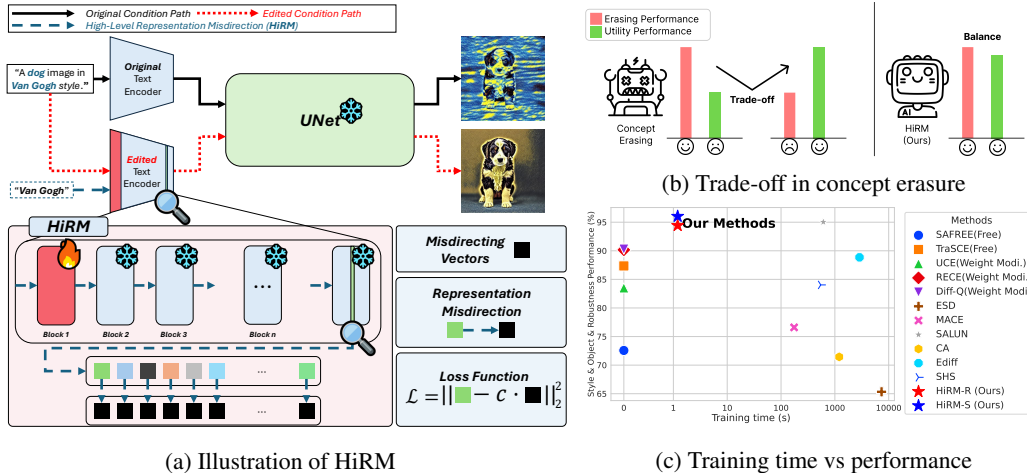 Original Condition Path
Edited Condition Path
High-Level Representation Misdirection (HiRM)
"A dog image in
Van Gogh style."
Original
Text
Encoder
UNet
Edited
Text
Encoder
"Van Gogh"
HiRM
Block 1
Block 2
Block 3
...
Block n
...
...
Misdirecting
Vectors
Representation
Misdirection
Loss Function
ℒ = || − C · ||₂²
(a) Illustration of HiRM
Erasing Performance
Utility Performance
Concept
Erasing
Trade-off
Balance
HiRM
(Ours)
(b) Trade-off in concept erasure
Style & Object & Robustness Performance (%)
95
90
85
80
75
70
65
0
1
10
100
1000
10000
Training time (s)
Our Methods
Methods
SAFREE(Free)
TraSCE(Free)
UCE(Weight Modi.)
RECE(Weight Modi.
Diff-Q(Weight Modi
ESD
MACE
SALUN
CA
Ediff
SHS
HiRM-R (Ours)
HiRM-S (Ours)
(c) Training time vs performance